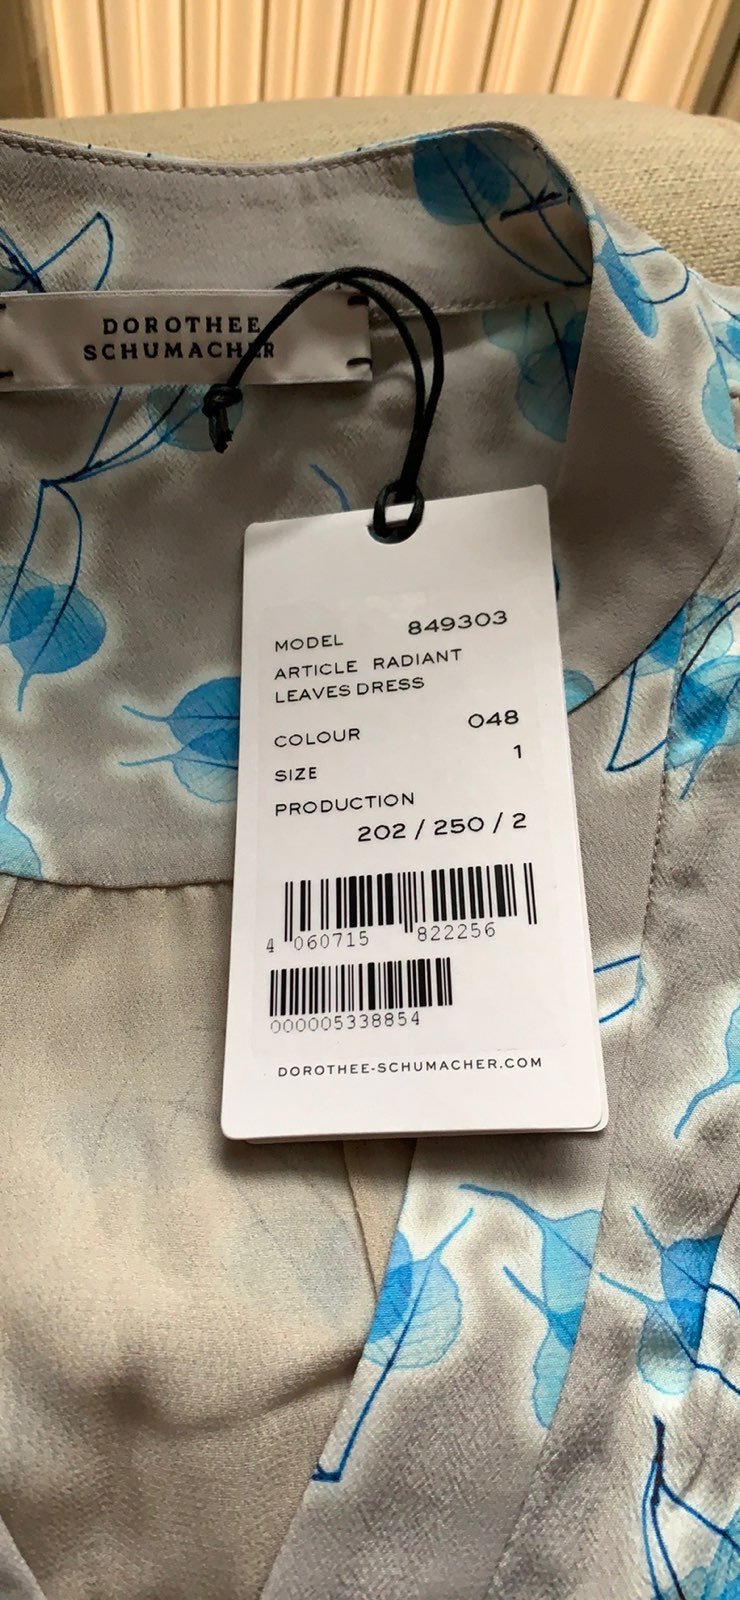 DOROTHEE
SCHUMACHER
MODEL 849303
ARTICLE RADIANT
LEAVES DRESS
COLOUR 048
SIZE 1
PRODUCTION
202 / 250 / 2
4 060715 822256
000005338854
DOROTHEE-SCHUMACHER.COM